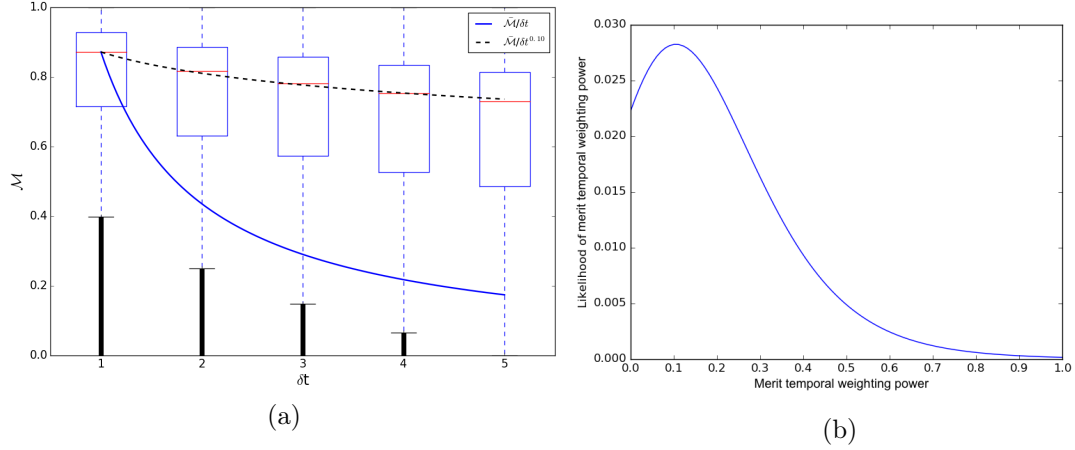 1.0
0.8
0.6
0.4
0.2
0.0
ℳ
ℳ̄/δt
ℳ̄/δt^0.10
1 2 3 4 5
δt
(a)
0.030
0.025
0.020
0.015
0.010
0.005
0.000
Likelihood of merit temporal weighting power
0.0 0.1 0.2 0.3 0.4 0.5 0.6 0.7 0.8 0.9 1.0
Merit temporal weighting power
(b)